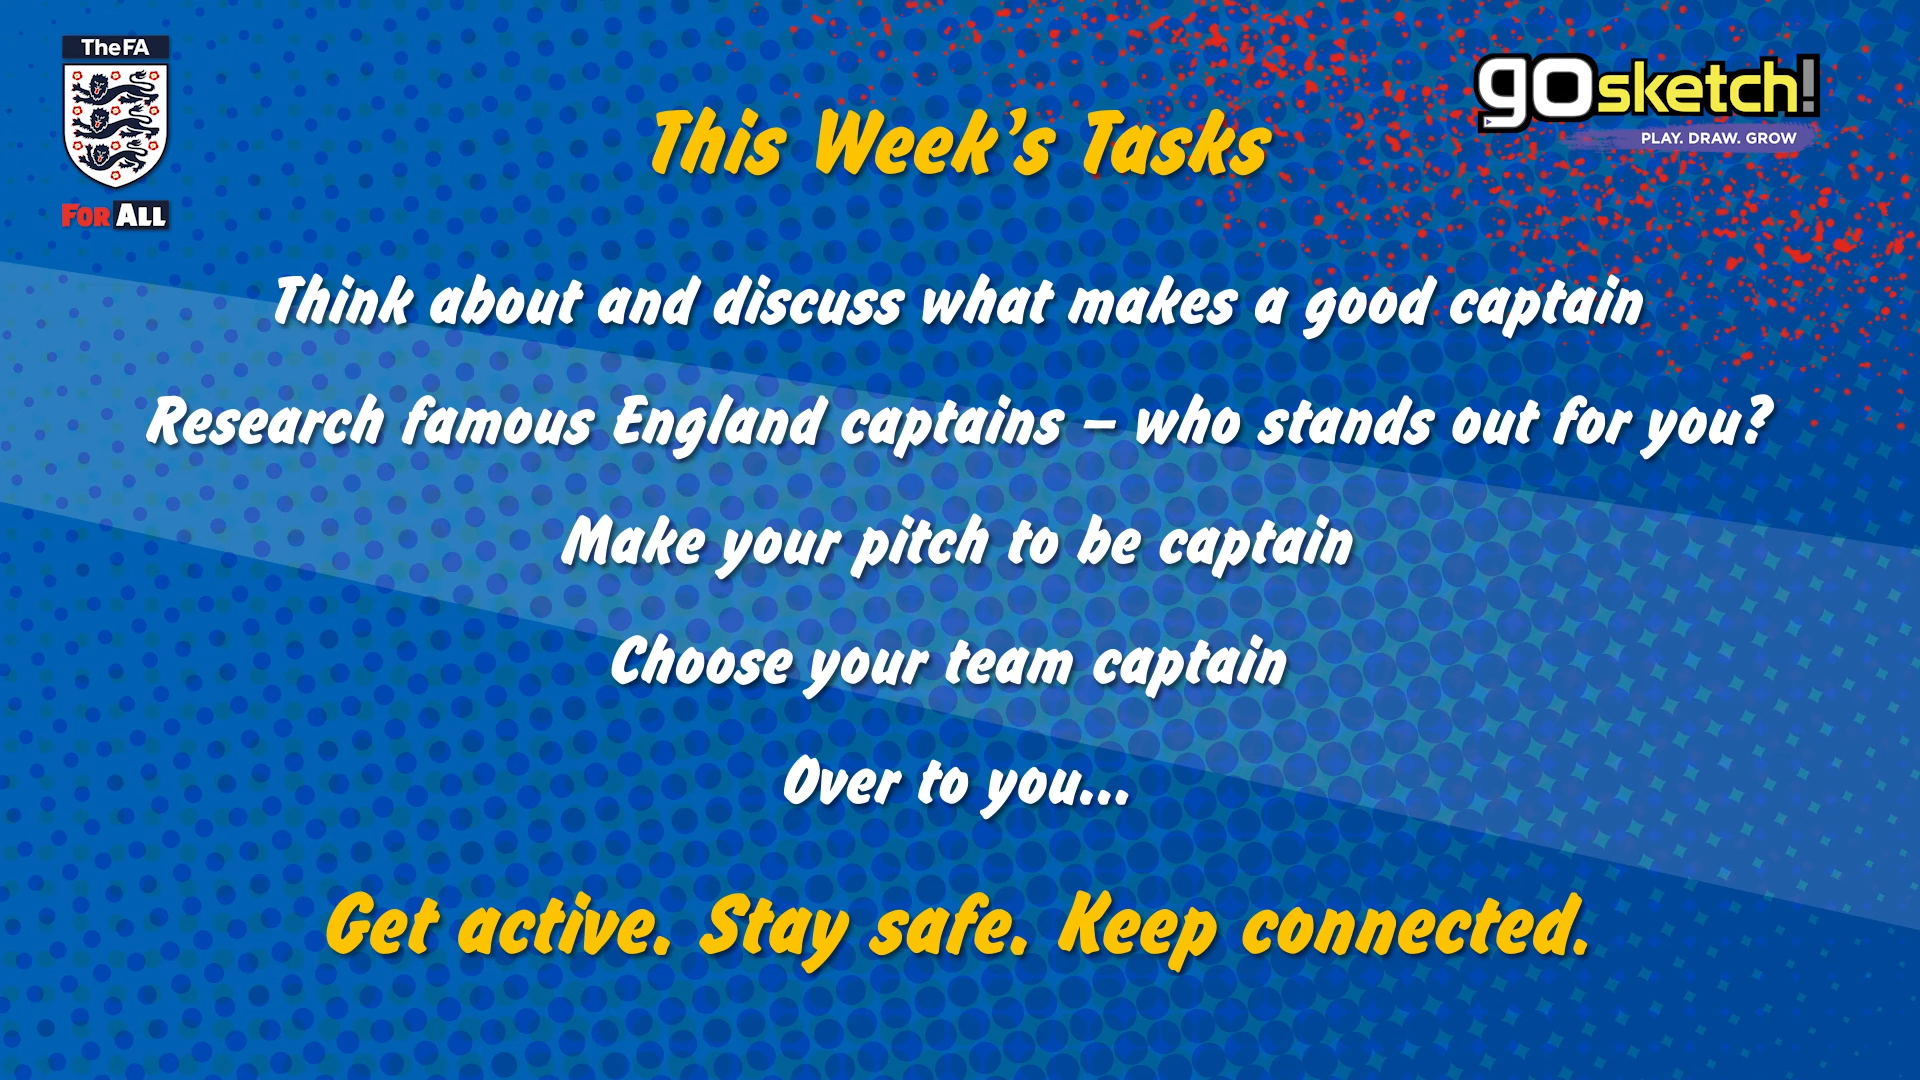 The FA
FOR ALL
gosketch!
PLAY. DRAW. GROW
This Week's Tasks
Think about and discuss what makes a good captain
Research famous England captains – who stands out for you?
Make your pitch to be captain
Choose your team captain
Over to you...
Get active. Stay safe. Keep connected.